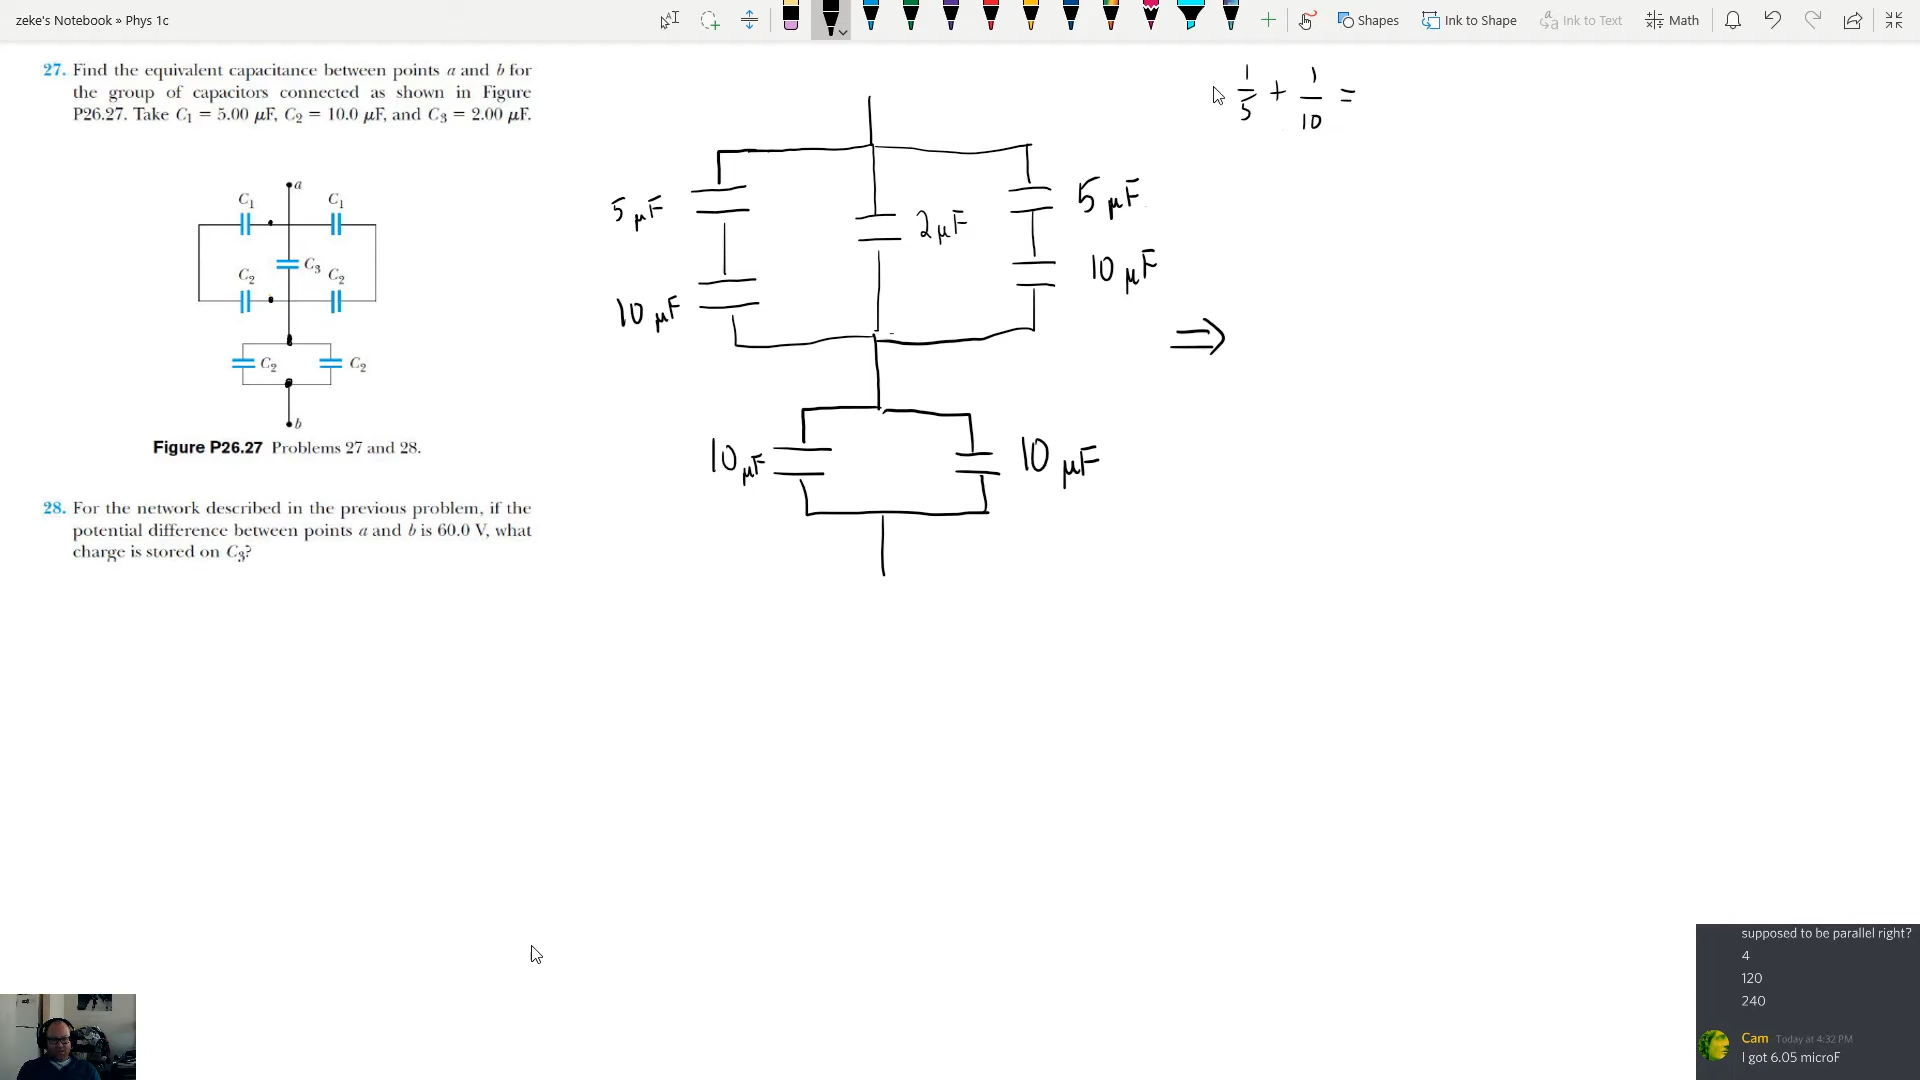 zeke's Notebook » Phys 1c
Shapes
Ink to Shape
Ink to Text
Math
27. Find the equivalent capacitance between points a and b for
the group of capacitors connected as shown in Figure
P26.27. Take C₁ = 5.00 μF, C₂ = 10.0 μF, and C₃ = 2.00 μF.
a
C₁ C₁
C₃
C₂ C₂
C₂ C₂
b
Figure P26.27 Problems 27 and 28.
28. For the network described in the previous problem, if the
potential difference between points a and b is 60.0 V, what
charge is stored on C₃?
5 μF 2 μF 5 μF
10 μF 10 μF
⇒
10 μF 10 μF
1/5 + 1/10 =
supposed to be parallel right?
4
120
240
Cam Today at 4:32 PM
I got 6.05 microF